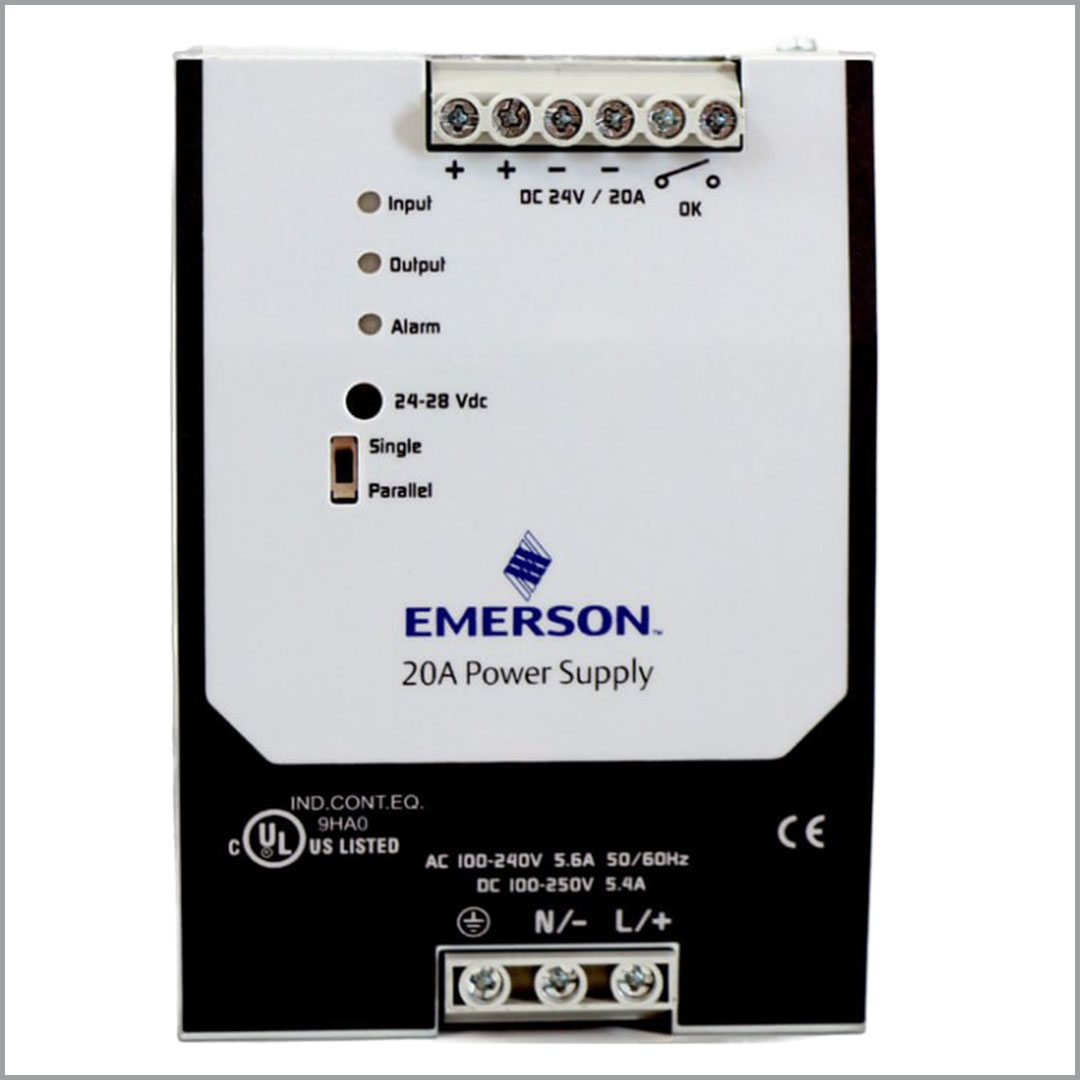 + + − −
DC 24V / 20A
OK
Input
Output
Alarm
24-28 Vdc
Single
Parallel
EMERSON™
20A Power Supply
IND.CONT.EQ.
9HA0
C UL US LISTED
CE
AC 100-240V 5.6A 50/60Hz
DC 100-250V 5.4A
N/- L/+